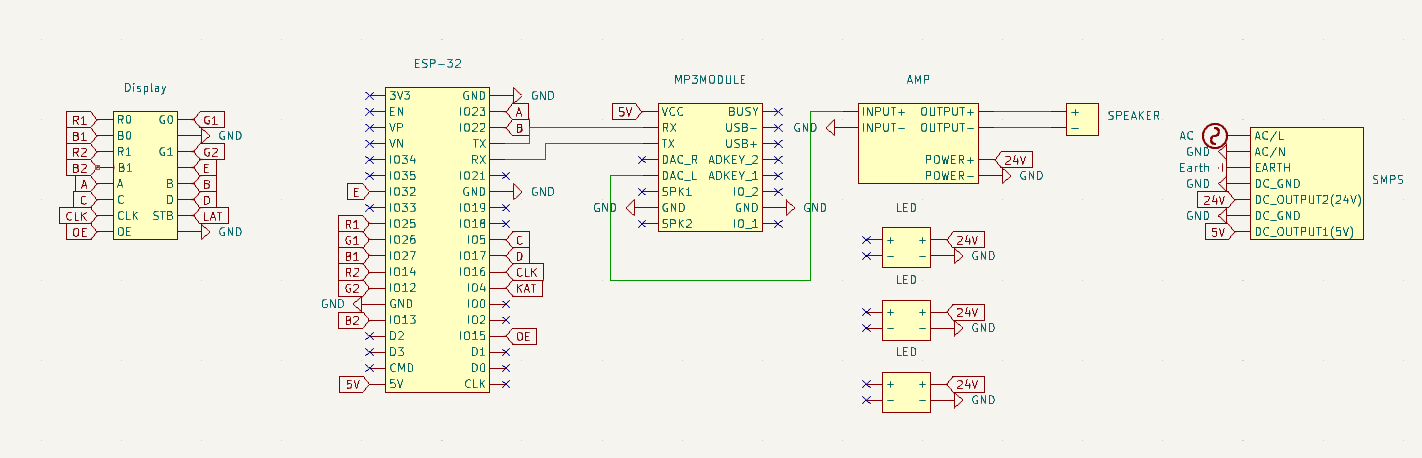 Display
R1 R0 G0 G1
B1 B0 GND
R2 R1 G1 G2
B2 B1 E
A A B B
C C D D
CLK CLK STB LAT
OE OE GND
ESP-32
3V3 GND GND
EN IO23 A
VP IO22 B
VN TX
IO34 RX
IO35 IO21
E IO32 GND GND
IO33 IO19
R1 IO25 IO18
G1 IO26 IO5 C
B1 IO27 IO17 D
R2 IO14 IO16 CLK
G2 IO12 IO4 KAT
GND GND IO0
B2 IO13 IO2
D2 IO15 OE
D3 D1
CMD D0
5V 5V CLK
MP3MODULE
5V VCC BUSY
RX USB-
TX USB+
DAC_R ADKEY_2
DAC_L ADKEY_1
SPK1 IO_2
GND GND GND GND
SPK2 IO_1
AMP
INPUT+ OUTPUT+
GND INPUT- OUTPUT-
POWER+ 24V
POWER- GND
+ SPEAKER
-
LED
+ + 24V
- - GND
LED
+ + 24V
- - GND
LED
+ + 24V
- - GND
AC AC/L
GND AC/N
Earth EARTH
GND DC_GND
24V DC_OUTPUT2(24V)
GND DC_GND
5V DC_OUTPUT1(5V)
SMPS